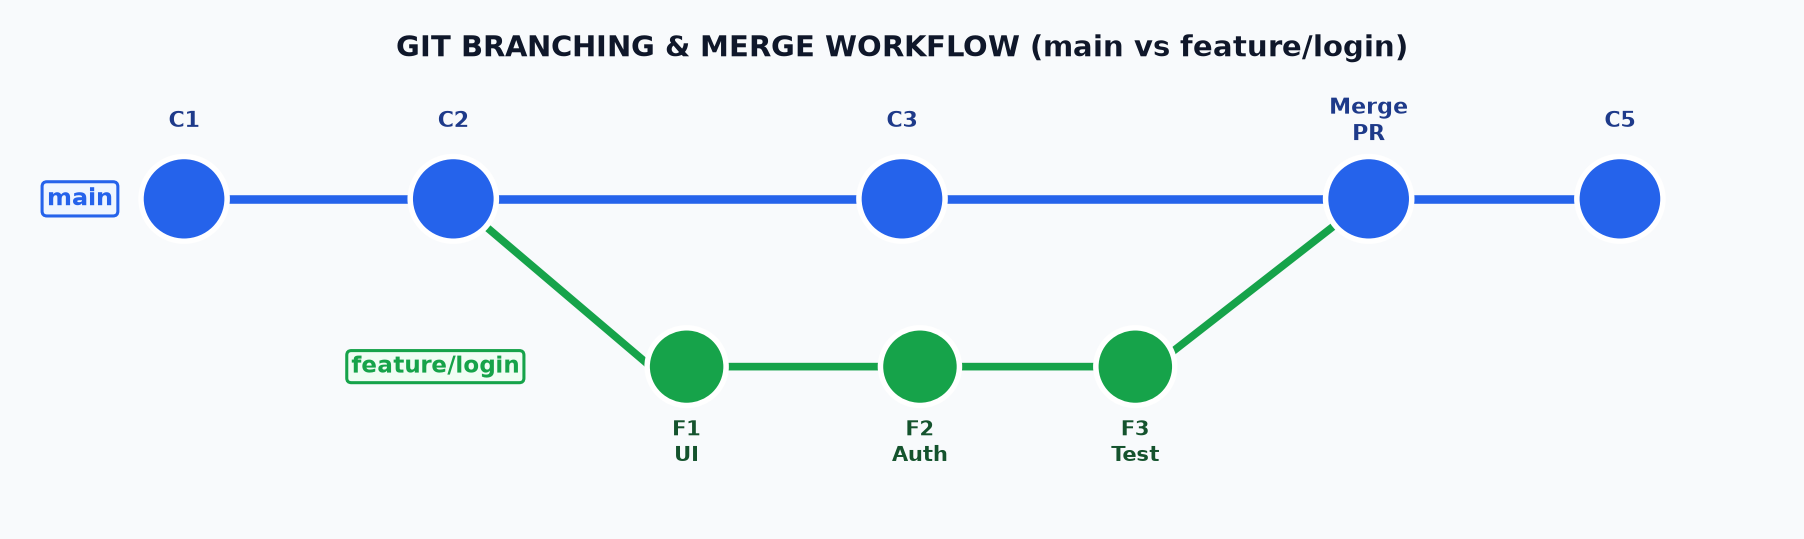 GIT BRANCHING & MERGE WORKFLOW (main vs feature/login)
C1
C2
C3
Merge
PR
C5
main
feature/login
F1
UI
F2
Auth
F3
Test